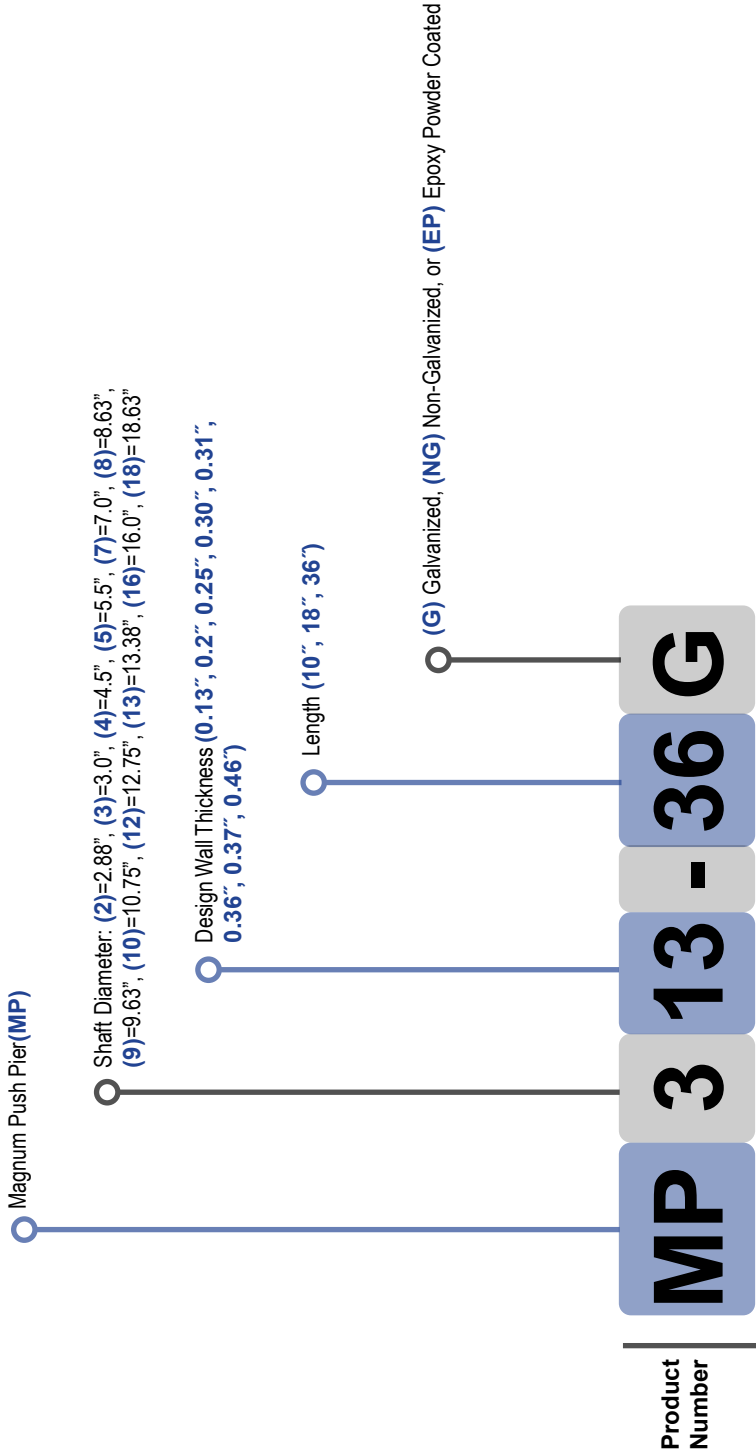 Magnum Push Pier(MP)
Shaft Diameter: (2)=2.88”, (3)=3.0”, (4)=4.5”, (5)=5.5”, (7)=7.0”, (8)=8.63”,
(9)=9.63”, (10)=10.75”, (12)=12.75”, (13)=13.38”, (16)=16.0”, (18)=18.63”
Design Wall Thickness (0.13˝, 0.2˝, 0.25˝, 0.30˝, 0.31˝,
0.36˝, 0.37˝, 0.46˝)
Length (10˝, 18˝, 36˝)
(G) Galvanized, (NG) Non-Galvanized, or (EP) Epoxy Powder Coated
Product
Number
MP 3 13 - 36 G